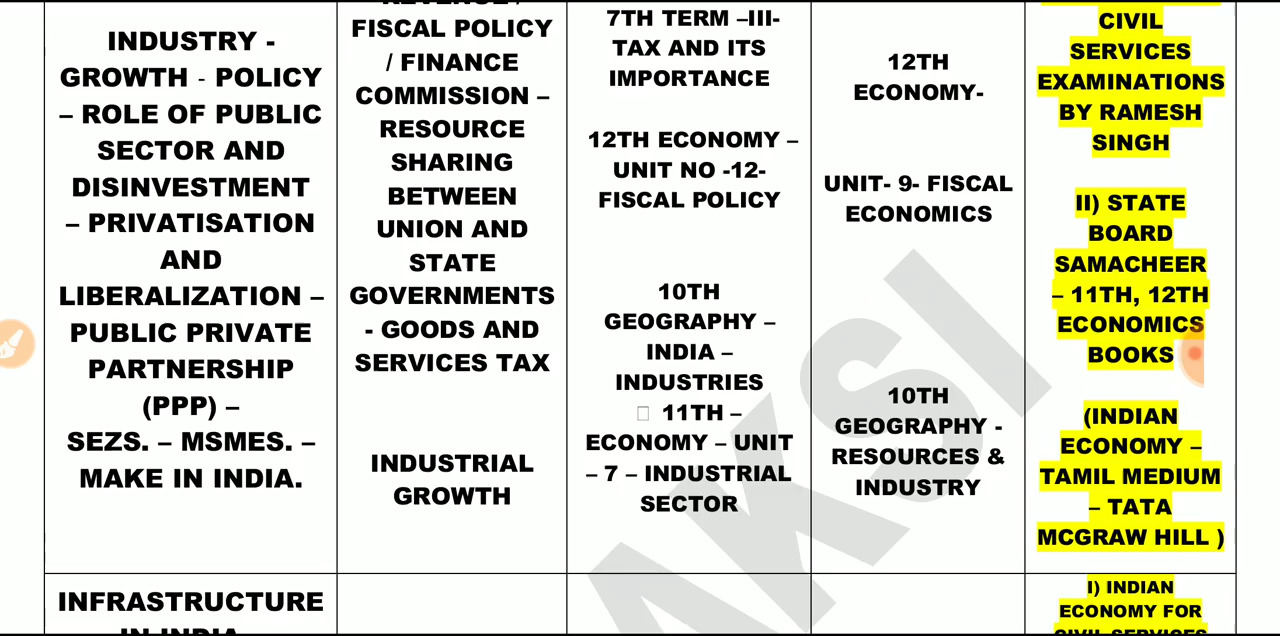 INDUSTRY -
GROWTH - POLICY
– ROLE OF PUBLIC
SECTOR AND
DISINVESTMENT
– PRIVATISATION
AND
LIBERALIZATION –
PUBLIC PRIVATE
PARTNERSHIP
(PPP) –
SEZS. – MSMES. –
MAKE IN INDIA.
FISCAL POLICY
/ FINANCE
COMMISSION –
RESOURCE
SHARING
BETWEEN
UNION AND
STATE
GOVERNMENTS
- GOODS AND
SERVICES TAX
INDUSTRIAL
GROWTH
7TH TERM –III-
TAX AND ITS
IMPORTANCE
12TH ECONOMY –
UNIT NO -12-
FISCAL POLICY
10TH
GEOGRAPHY –
INDIA –
INDUSTRIES
11TH –
ECONOMY – UNIT
– 7 – INDUSTRIAL
SECTOR
12TH
ECONOMY-
UNIT- 9- FISCAL
ECONOMICS
10TH
GEOGRAPHY -
RESOURCES &
INDUSTRY
CIVIL
SERVICES
EXAMINATIONS
BY RAMESH
SINGH
II) STATE
BOARD
SAMACHEER
– 11TH, 12TH
ECONOMICS
BOOKS
(INDIAN
ECONOMY –
TAMIL MEDIUM
– TATA
MCGRAW HILL )
INFRASTRUCTURE
IN INDIA
I) INDIAN
ECONOMY FOR
CIVIL SERVICES